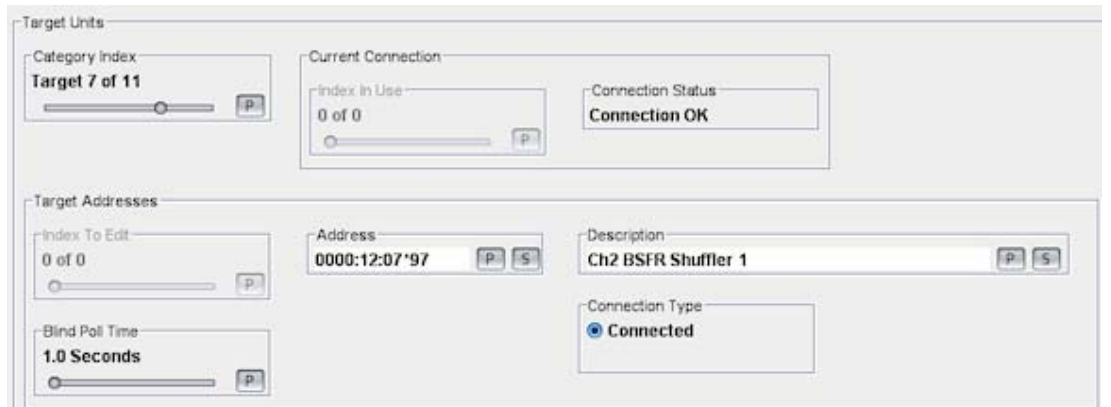 Target Units
Category Index
Target 7 of 11
P
Current Connection
Index In Use
0 of 0
P
Connection Status
Connection OK
Target Addresses
Index To Edit
0 of 0
P
Address
0000:12:07*97
P S
Description
Ch2 BSFR Shuffler 1
P S
Blind Poll Time
1.0 Seconds
P
Connection Type
Connected